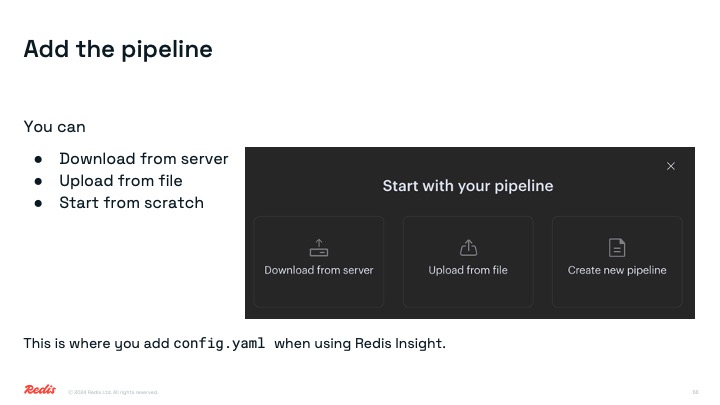 Add the pipeline
You can
● Download from server
● Upload from file
● Start from scratch
Start with your pipeline
Download from server
Upload from file
Create new pipeline
This is where you add config.yaml when using Redis Insight.
Redis
© 2024 Redis Ltd. All rights reserved.